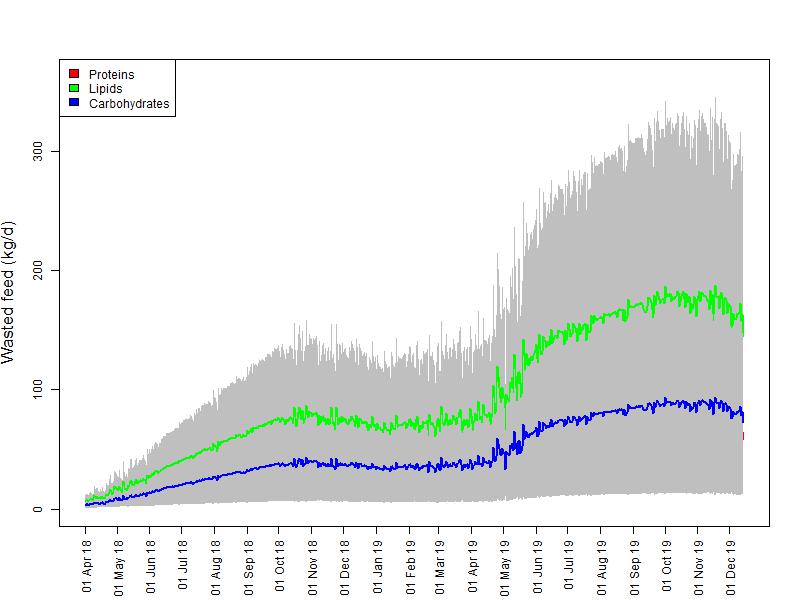 Proteins
Lipids
Carbohydrates
Wasted feed (kg/d)
300
200
100
0
01 Apr 18
01 May 18
01 Jun 18
01 Jul 18
01 Aug 18
01 Sep 18
01 Oct 18
01 Nov 18
01 Dec 18
01 Jan 19
01 Feb 19
01 Mar 19
01 Apr 19
01 May 19
01 Jun 19
01 Jul 19
01 Aug 19
01 Sep 19
01 Oct 19
01 Nov 19
01 Dec 19